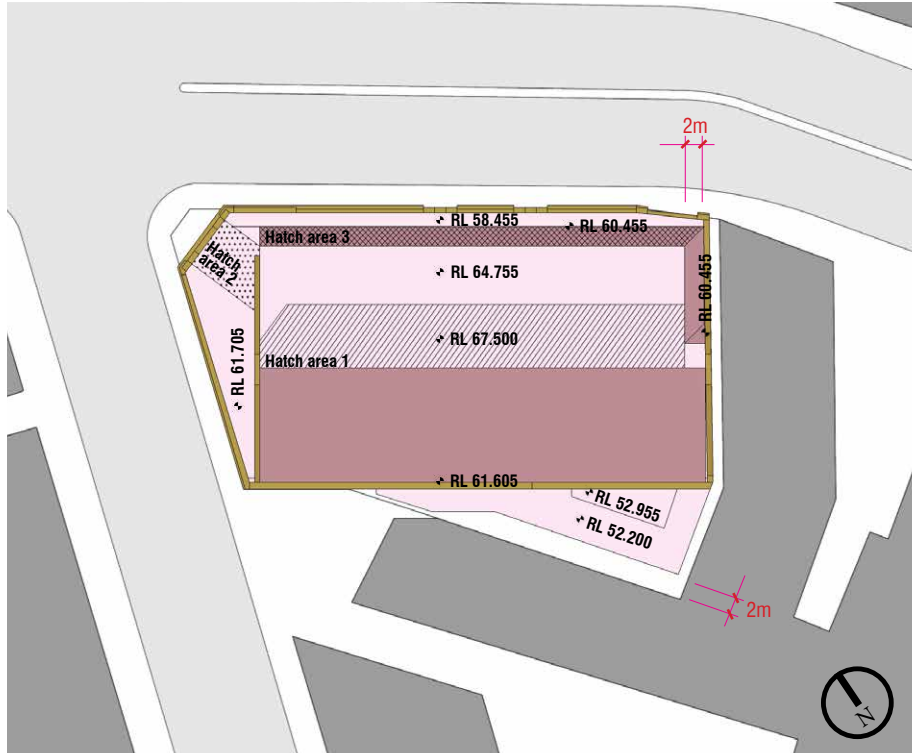 2m
RL 58.455
RL 60.455
Hatch area 3
Hatch
area 2
RL 64.755
RL 60.455
RL 67.500
RL 61.705
Hatch area 1
RL 61.605
RL 52.955
RL 52.200
2m
N